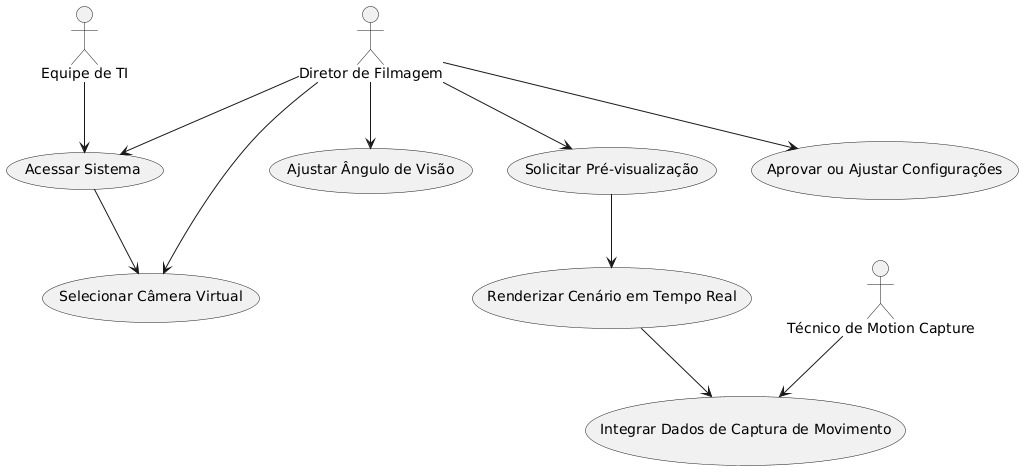 Equipe de TI
Diretor de Filmagem
Acessar Sistema
Ajustar Ângulo de Visão
Solicitar Pré-visualização
Aprovar ou Ajustar Configurações
Selecionar Câmera Virtual
Renderizar Cenário em Tempo Real
Técnico de Motion Capture
Integrar Dados de Captura de Movimento